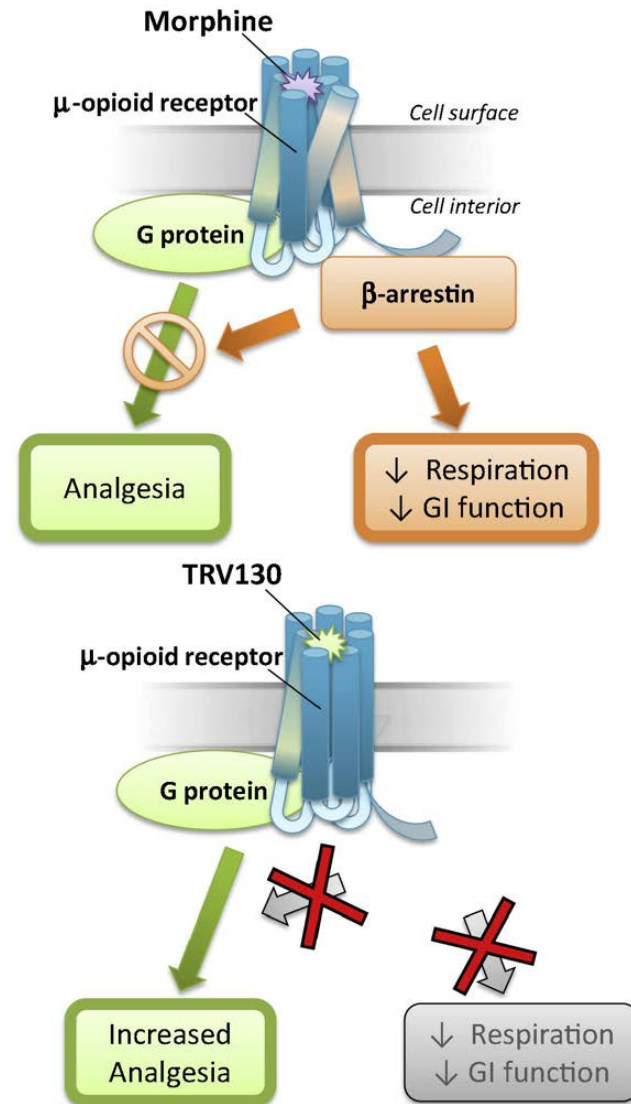 Morphine
μ-opioid receptor
Cell surface
Cell interior
G protein
β-arrestin
Analgesia
↓ Respiration
↓ GI function
TRV130
μ-opioid receptor
G protein
Increased
Analgesia
↓ Respiration
↓ GI function